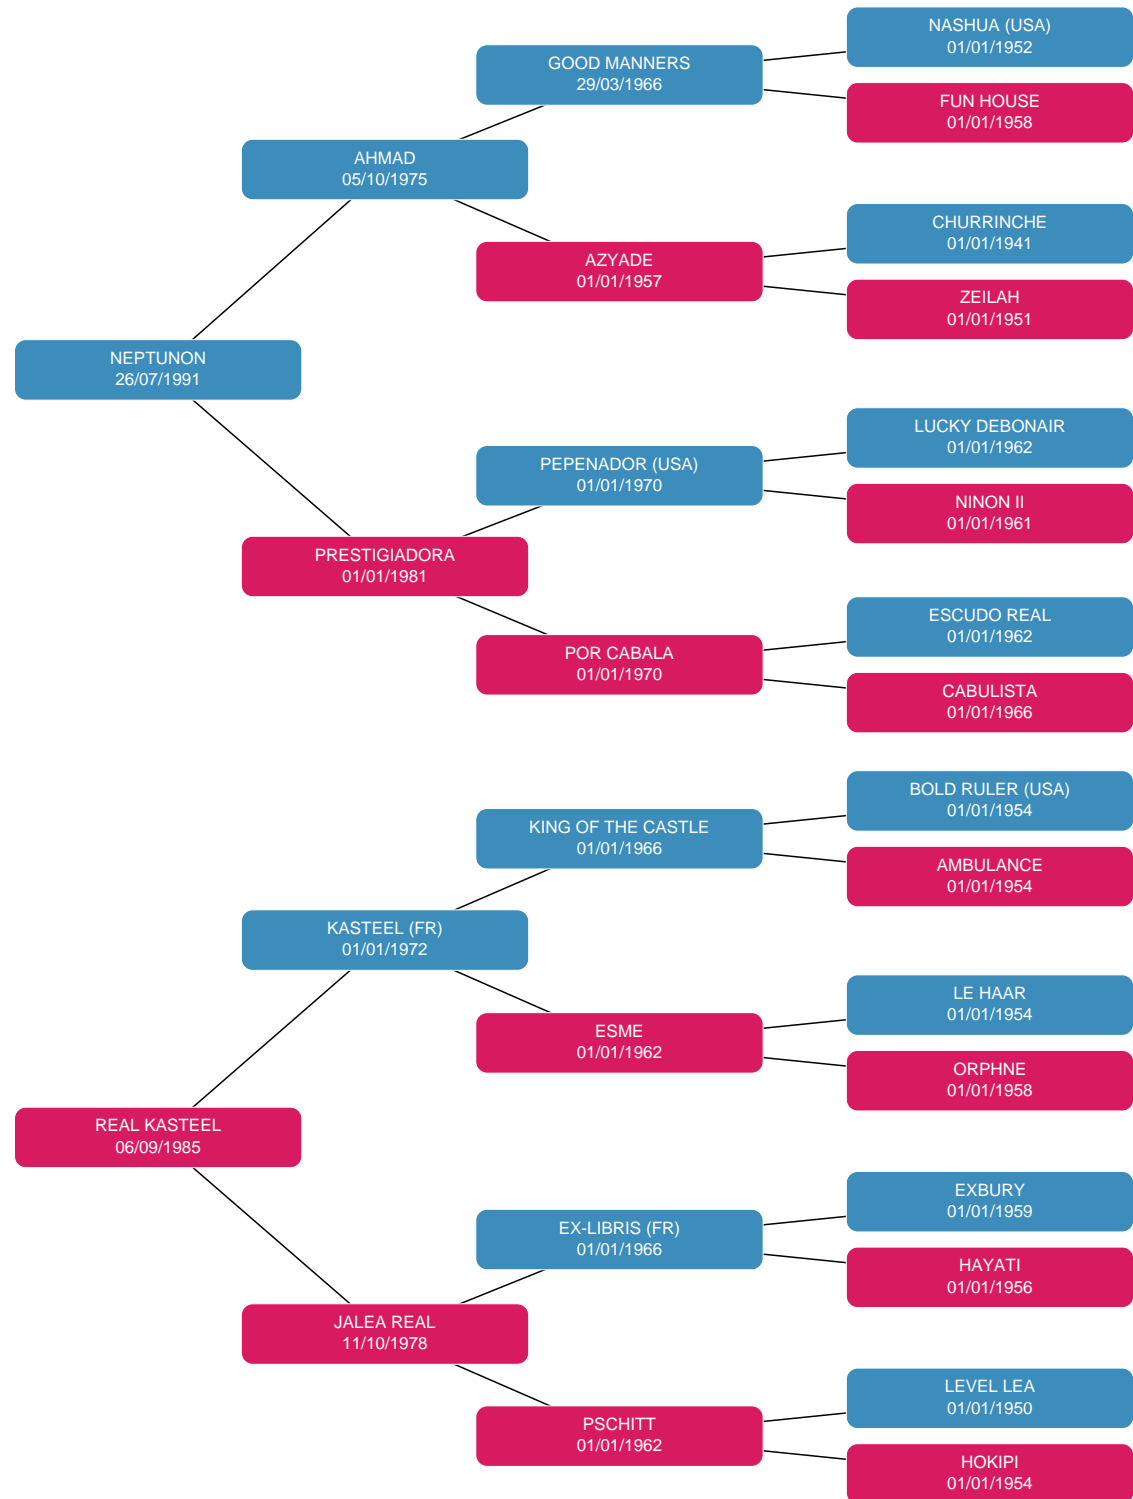 NASHUA (USA)
01/01/1952
GOOD MANNERS
29/03/1966
FUN HOUSE
01/01/1958
AHMAD
05/10/1975
CHURRINCHE
01/01/1941
AZYADE
01/01/1957
ZEILAH
01/01/1951
NEPTUNON
26/07/1991
LUCKY DEBONAIR
01/01/1962
PEPENADOR (USA)
01/01/1970
NINON II
01/01/1961
PRESTIGIADORA
01/01/1981
ESCUDO REAL
01/01/1962
POR CABALA
01/01/1970
CABULISTA
01/01/1966
BOLD RULER (USA)
01/01/1954
KING OF THE CASTLE
01/01/1966
AMBULANCE
01/01/1954
KASTEEL (FR)
01/01/1972
LE HAAR
01/01/1954
ESME
01/01/1962
ORPHNE
01/01/1958
REAL KASTEEL
06/09/1985
EXBURY
01/01/1959
EX-LIBRIS (FR)
01/01/1966
HAYATI
01/01/1956
JALEA REAL
11/10/1978
LEVEL LEA
01/01/1950
PSCHITT
01/01/1962
HOKIPI
01/01/1954